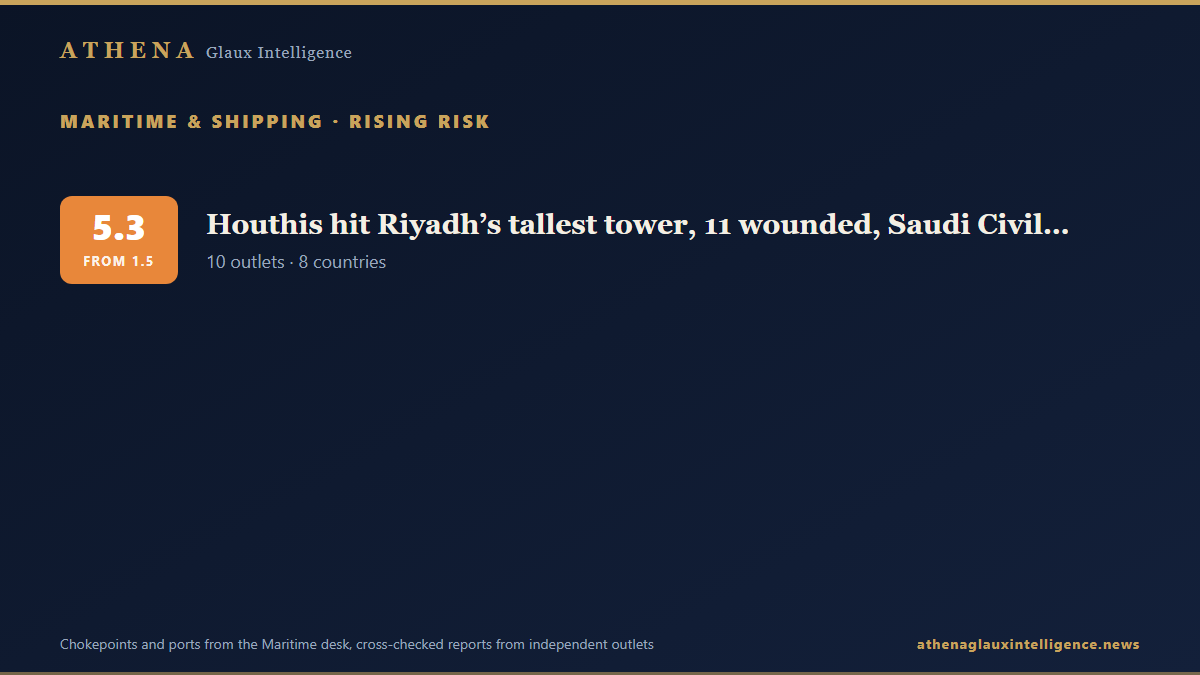 ATHENA Glaux Intelligence
MARITIME & SHIPPING · RISING RISK
5.3
FROM 1.5
Houthis hit Riyadh’s tallest tower, 11 wounded, Saudi Civil...
10 outlets · 8 countries
Chokepoints and ports from the Maritime desk, cross-checked reports from independent outlets
athenaglauxintelligence.news